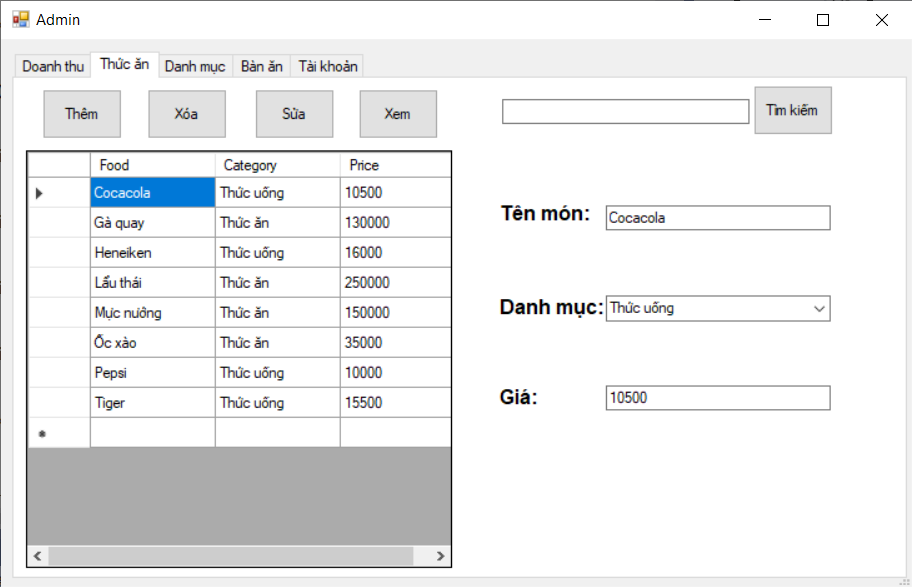 Admin
Doanh thu Thức ăn Danh mục Bàn ăn Tài khoản
Thêm Xóa Sửa Xem Tìm kiếm
Food Category Price
Cocacola Thức uống 10500
Gà quay Thức ăn 130000
Heneiken Thức uống 16000
Lẩu thái Thức ăn 250000
Mực nướng Thức ăn 150000
Ốc xào Thức ăn 35000
Pepsi Thức uống 10000
Tiger Thức uống 15500
Tên món: Cocacola
Danh mục: Thức uống
Giá: 10500